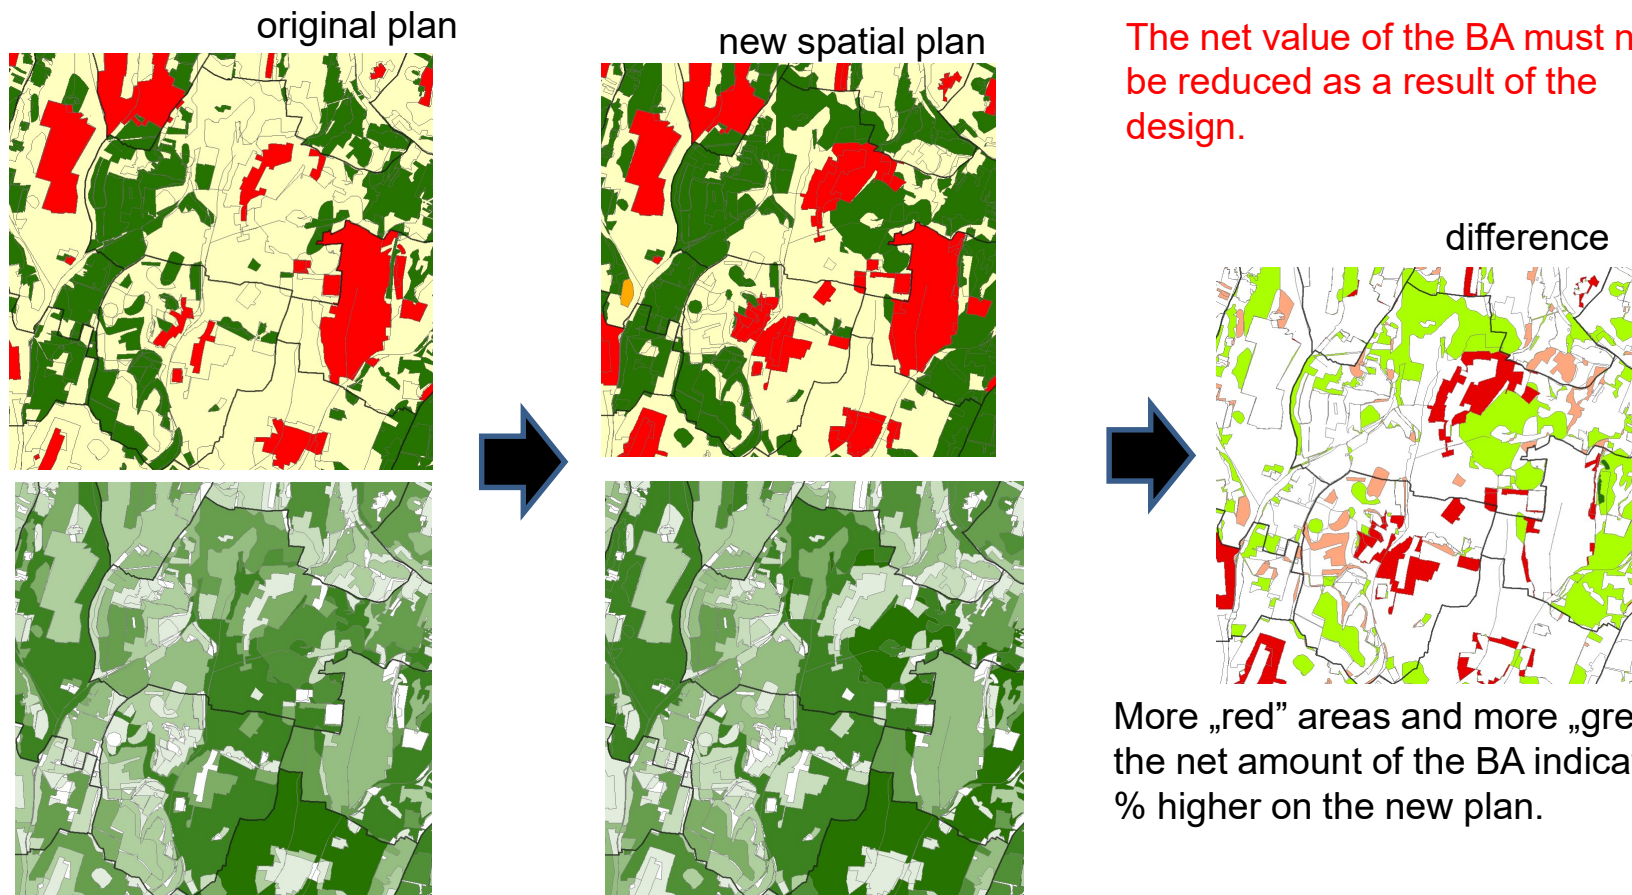 original plan
new spatial plan
The net value of the BA must n
be reduced as a result of the
design.
difference
More „red” areas and more „gre
the net amount of the BA indica
% higher on the new plan.